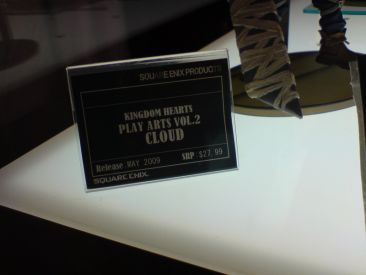 SQUARE ENIX PRODUCTS
KINGDOM HEARTS
PLAY ARTS VOL.2
CLOUD
Release: MAY 2009 SRP: $27.99
SQUARE ENIX.